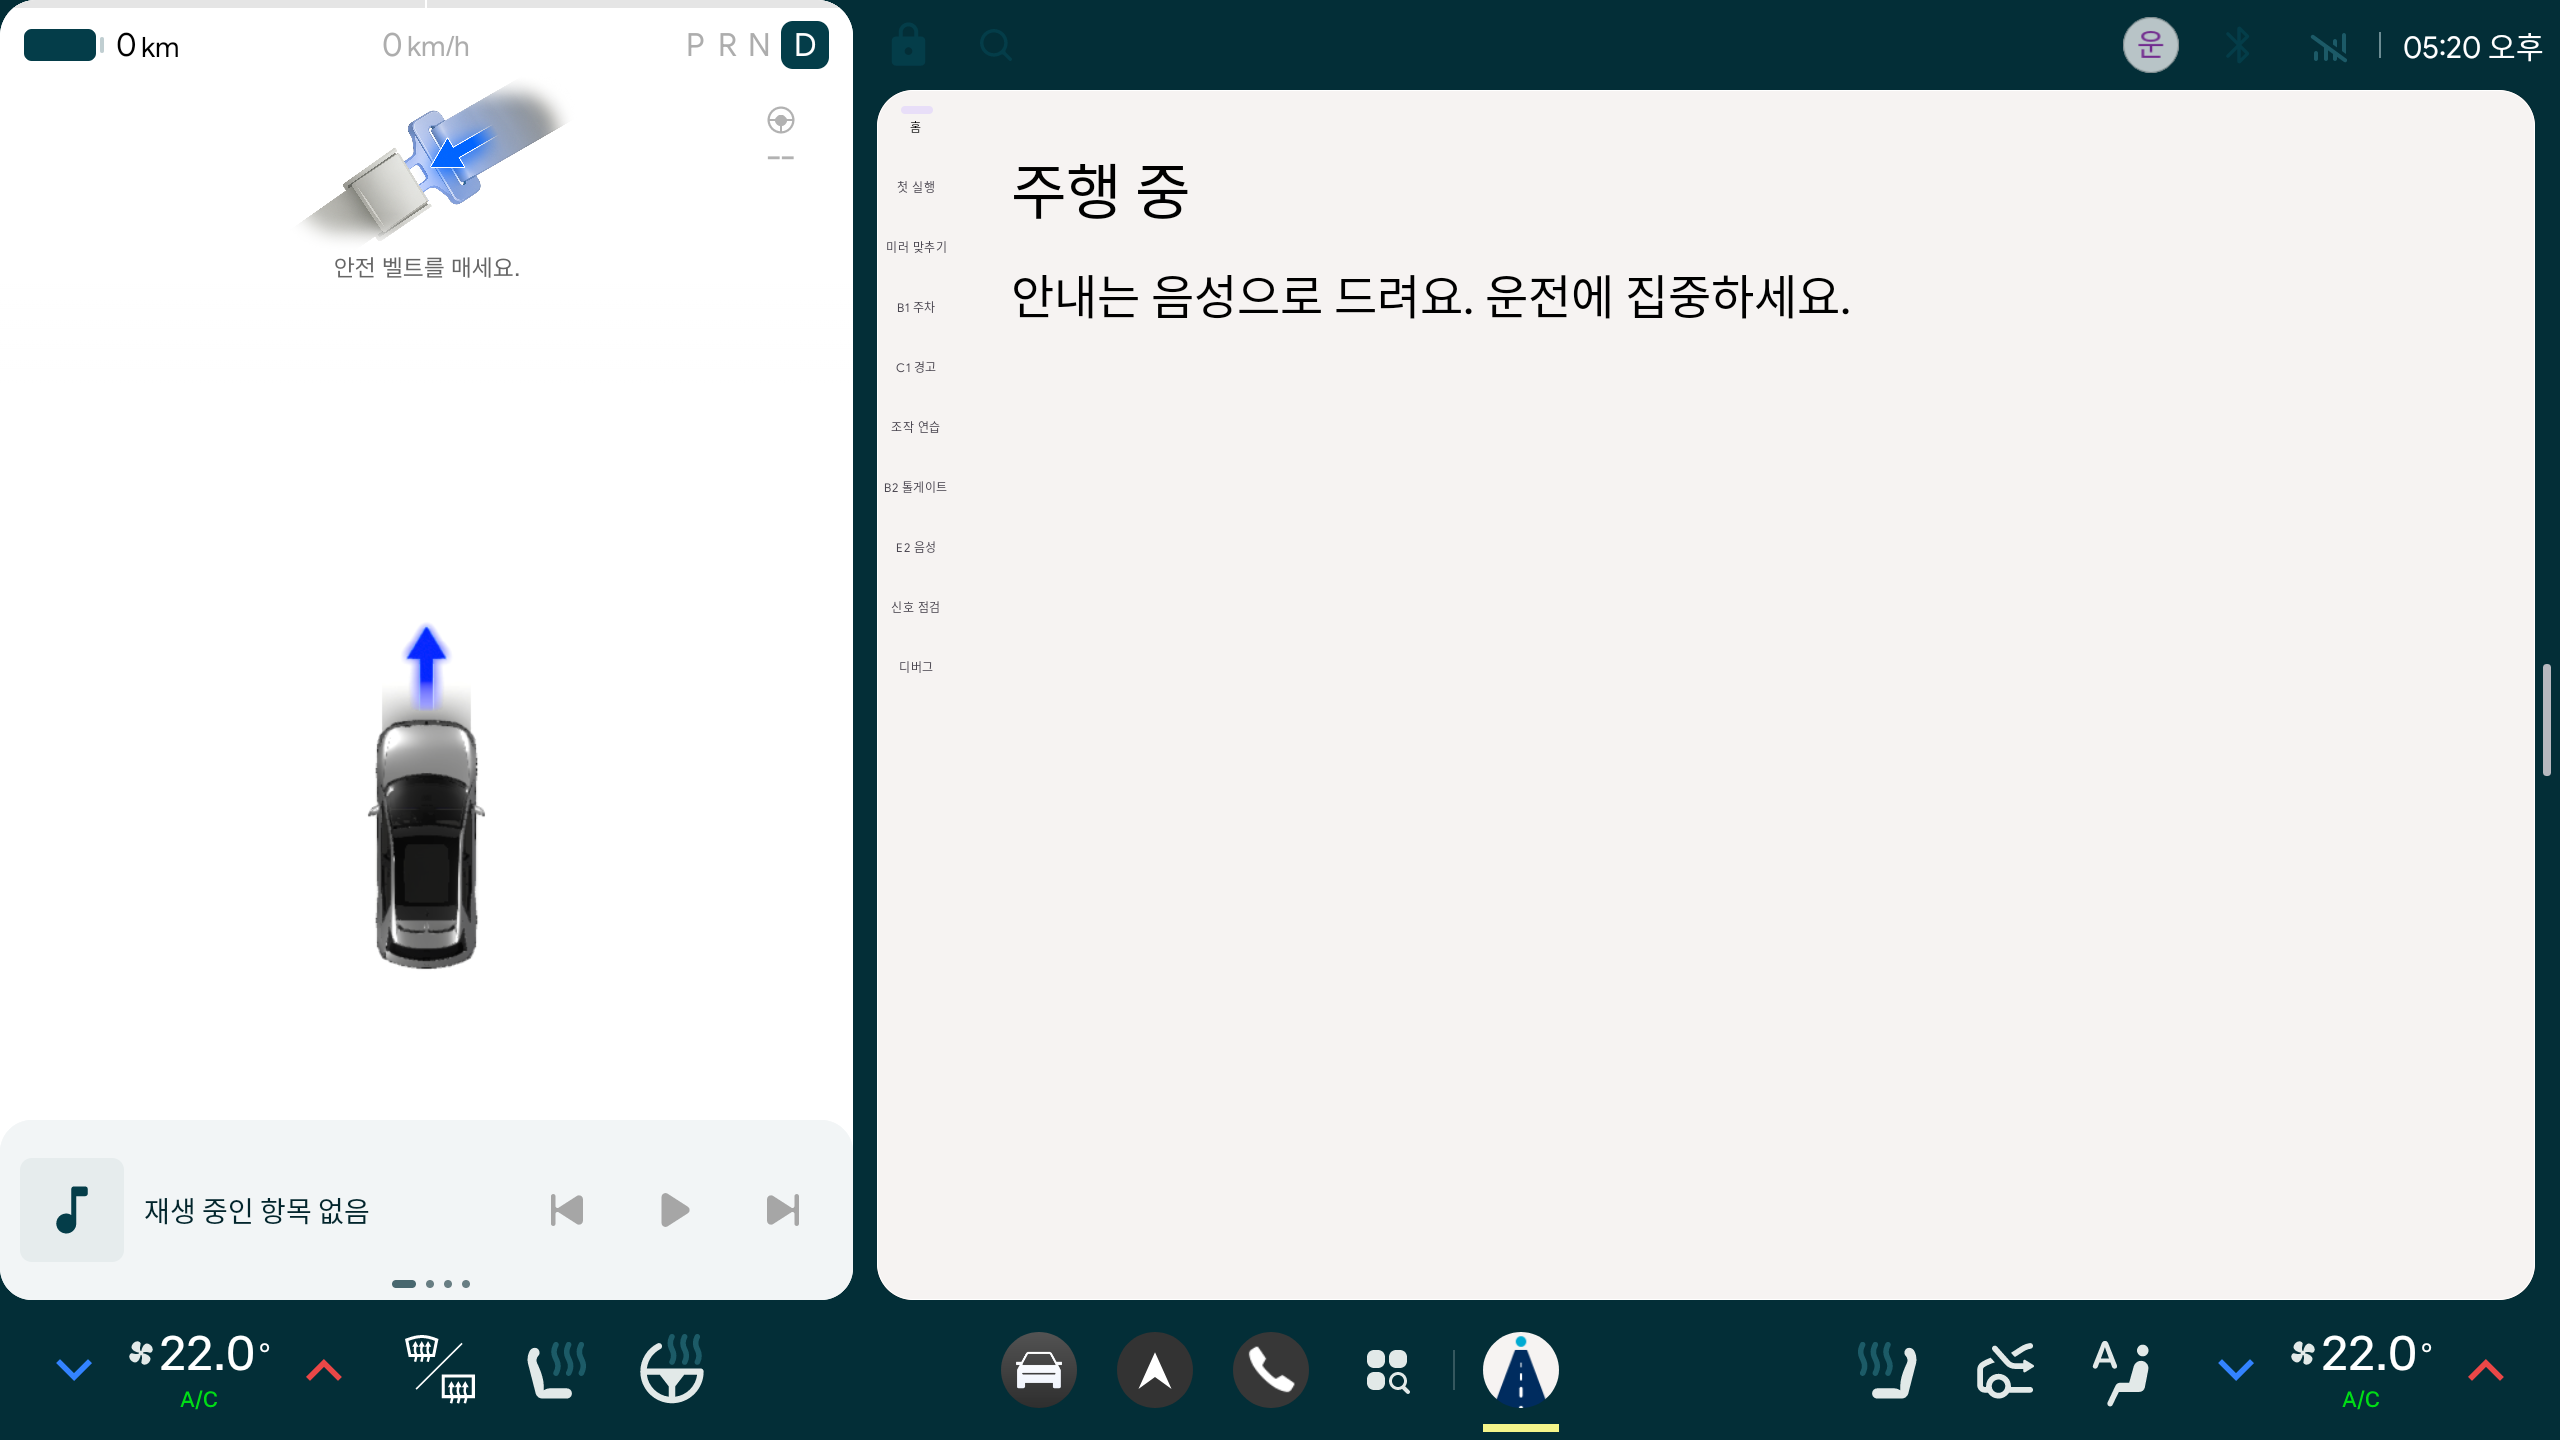 0 km
0 km/h
P R N D
안전 벨트를 매세요.
재생 중인 항목 없음
운
05:20 오후
홈
첫 실행
미러 맞추기
B1 주차
C1 경고
조작 연습
B2 톨게이트
E2 음성
신호 점검
디버그
주행 중
안내는 음성으로 드려요. 운전에 집중하세요.
22.0°
A/C
A
22.0°
A/C